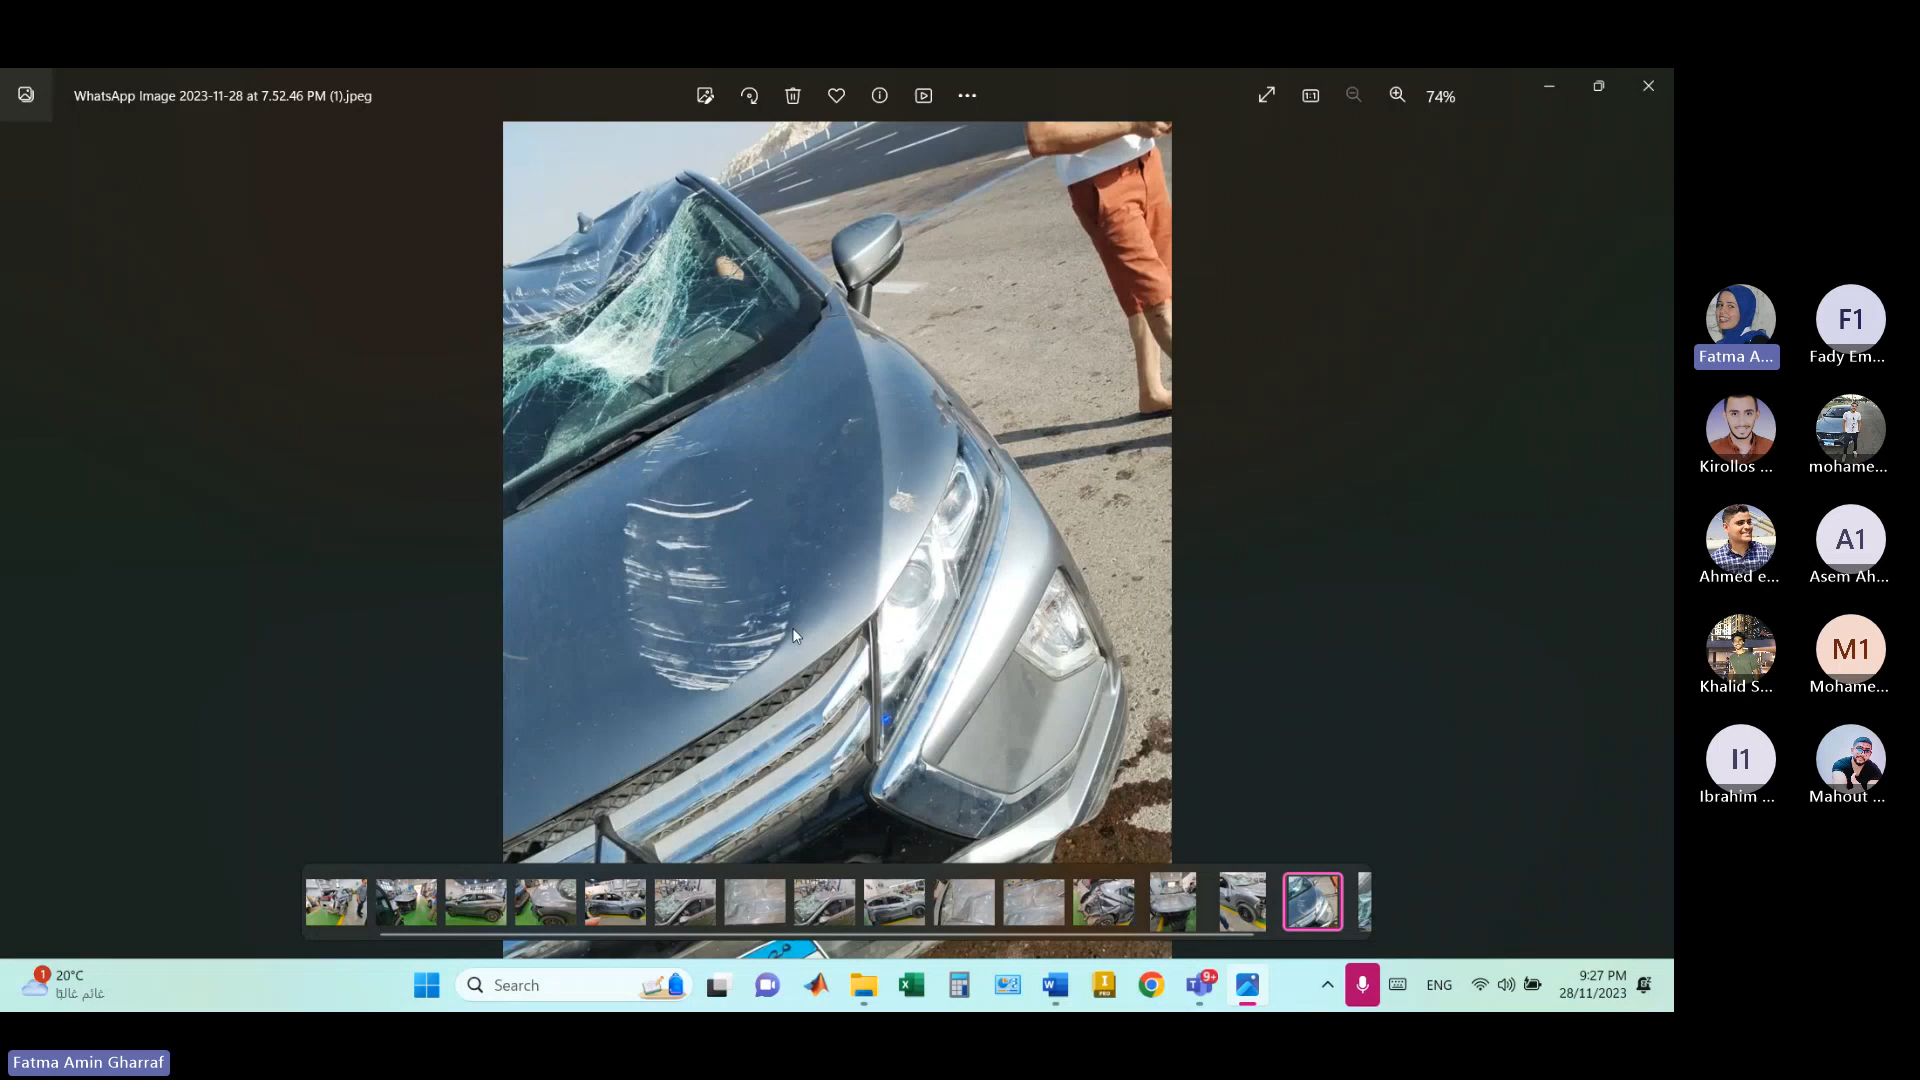 WhatsApp Image 2023-11-28 at 7.52.46 PM (1).jpeg
74%
Fatma A...
F1
Fady Em...
Kirollos ...
mohame...
Ahmed e...
A1
Asem Ah...
Khalid S...
M1
Mohame...
I1
Ibrahim ...
Mahout ...
1
20°C
غائم غالبًا
Search
9+
ENG
9:27 PM
28/11/2023
Fatma Amin Gharraf